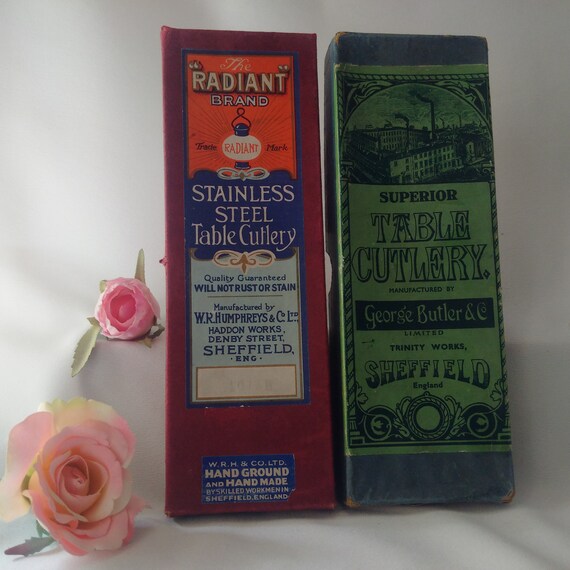 The
"RADIANT"
BRAND
Trade RADIANT Mark
STAINLESS
STEEL
Table Cutlery
Quality Guaranteed
WILL NOT RUST OR STAIN
Manufactured by
W.R. HUMPHREYS & Co. LTD.
HADDON WORKS,
DENBY STREET,
SHEFFIELD,
·ENG·
W.R.H. & CO. LTD.
HAND GROUND
AND HAND MADE
BY SKILLED WORKMEN IN
SHEFFIELD, ENGLAND.
SUPERIOR
TABLE
CUTLERY.
MANUFACTURED BY
George Butler & Co
LIMITED
TRINITY WORKS,
SHEFFIELD
England